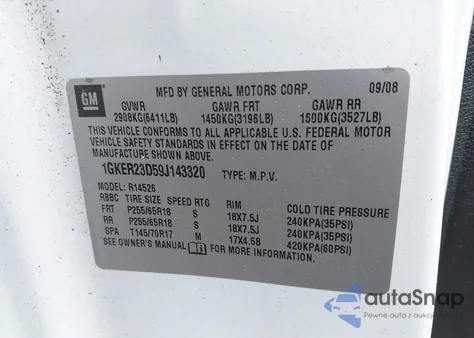 GM
MFD BY GENERAL MOTORS CORP. 09/08
GVWR GAWR FRT GAWR RR
2908KG(6411LB) 1450KG(3196LB) 1600KG(3527LB)
THIS VEHICLE CONFORMS TO ALL APPLICABLE U.S. FEDERAL MOTOR
VEHICLE SAFETY STANDARDS IN EFFECT ON THE DATE OF
MANUFACTURE SHOWN ABOVE.
1GKER23D59J143320 TYPE: M.P.V.
MODEL: R14526
RBBC TIRE SIZE SPEED RTG RIM COLD TIRE PRESSURE
FRT P255/65R18 S 18X7.5J 240KPA(35PSI)
RR P255/65R18 S 18X7.5J 240KPA(35PSI)
SPA T145/70R17 M 17X4.5B 420KPA(60PSI)
SEE OWNER'S MANUAL FOR MORE INFORMATION.
autoSnap
Pewne auta z aukcji